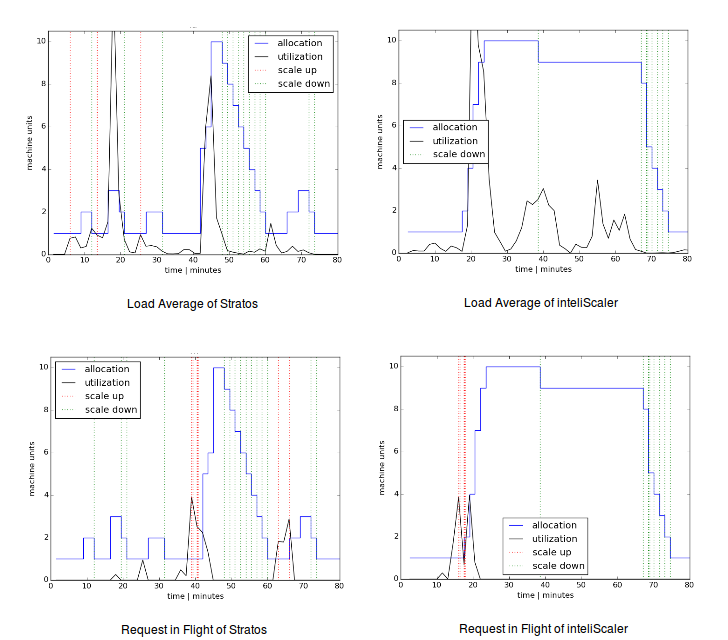 10
8
6
4
2
0
0 10 20 30 40 50 60 70 80
machine units
time | minutes
allocation
utilization
scale up
scale down
Load Average of Stratos
10
8
6
4
2
0
0 10 20 30 40 50 60 70 80
machine units
time | minutes
allocation
utilization
scale down
Load Average of inteliScaler
10
8
6
4
2
0
0 10 20 30 40 50 60 70 80
machine units
time | minutes
allocation
utilization
scale up
scale down
Request in Flight of Stratos
10
8
6
4
2
0
0 10 20 30 40 50 60 70 80
machine units
time | minutes
allocation
utilization
scale up
scale down
Request in Flight of inteliScaler